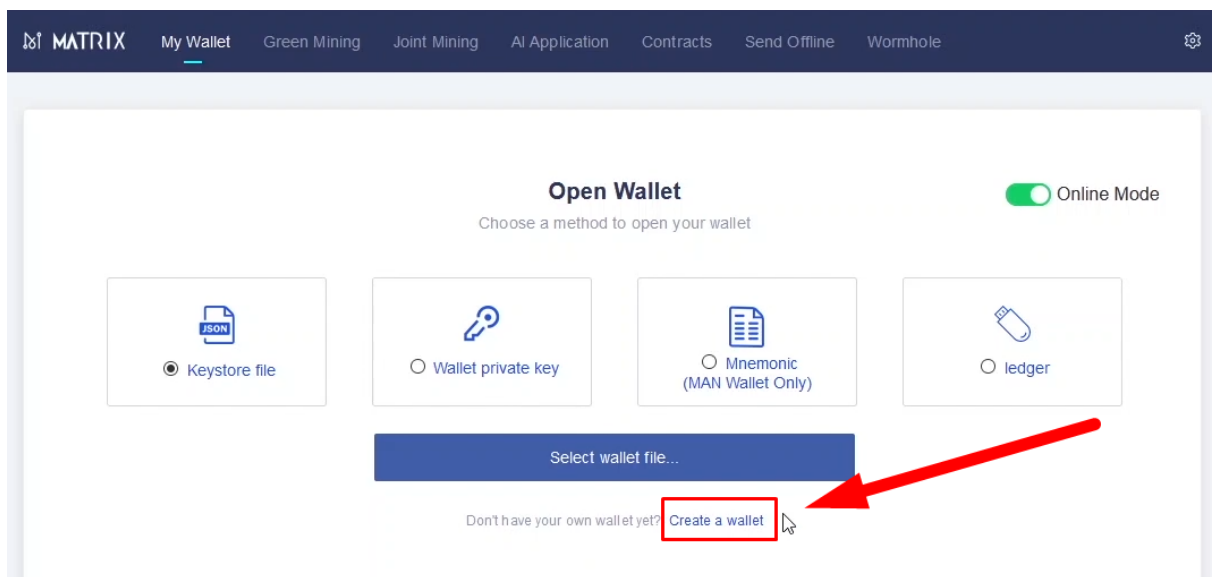 MATRIX My Wallet Green Mining Joint Mining AI Application Contracts Send Offline Wormhole
Open Wallet
Online Mode
Choose a method to open your wallet
JSON
Keystore file
Wallet private key
Mnemonic
(MAN Wallet Only)
ledger
Select wallet file...
Don't have your own wallet yet? Create a wallet